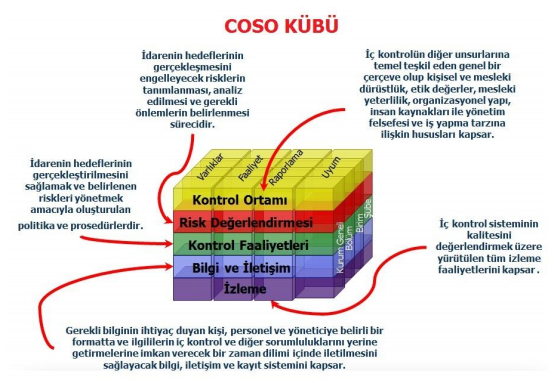 COSO KÜBÜ
İdarenin hedeflerinin
gerçekleşmesini
engelleyecek risklerin
tanımlanması, analiz
edilmesi ve gerekli
önlemlerin belirlenmesi
sürecidir.
İç kontrolün diğer unsurlarına
temel teşkil eden genel bir
çerçeve olup kişisel ve mesleki
dürüstlük, etik değerler, mesleki
yeterlilik, organizasyonel yapı,
insan kaynakları ile yönetim
felsefesi ve iş yapma tarzına
ilişkin hususları kapsar.
İdarenin hedeflerinin
gerçekleştirilmesini
sağlamak ve belirlenen
riskleri yönetmek
amacıyla oluşturulan
politika ve prosedürlerdir.
Varlıklar
Faaliyet
Raporlama
Uyum
Kontrol Ortamı
Risk Değerlendirmesi
Kontrol Faaliyetleri
Bilgi ve İletişim
İzleme
Kurum Genel
Bölüm
Birim
Şube
İç kontrol sisteminin
kalitesini
değerlendirmek üzere
yürütülen tüm izleme
faaliyetlerini kapsar .
Gerekli bilginin ihtiyaç duyan kişi, personel ve yöneticiye belirli bir
formatta ve ilgililerin iç kontrol ve diğer sorumluluklarını yerine
getirmelerine imkan verecek bir zaman dilimi içinde iletilmesini
sağlayacak bilgi, iletişim ve kayıt sistemini kapsar.